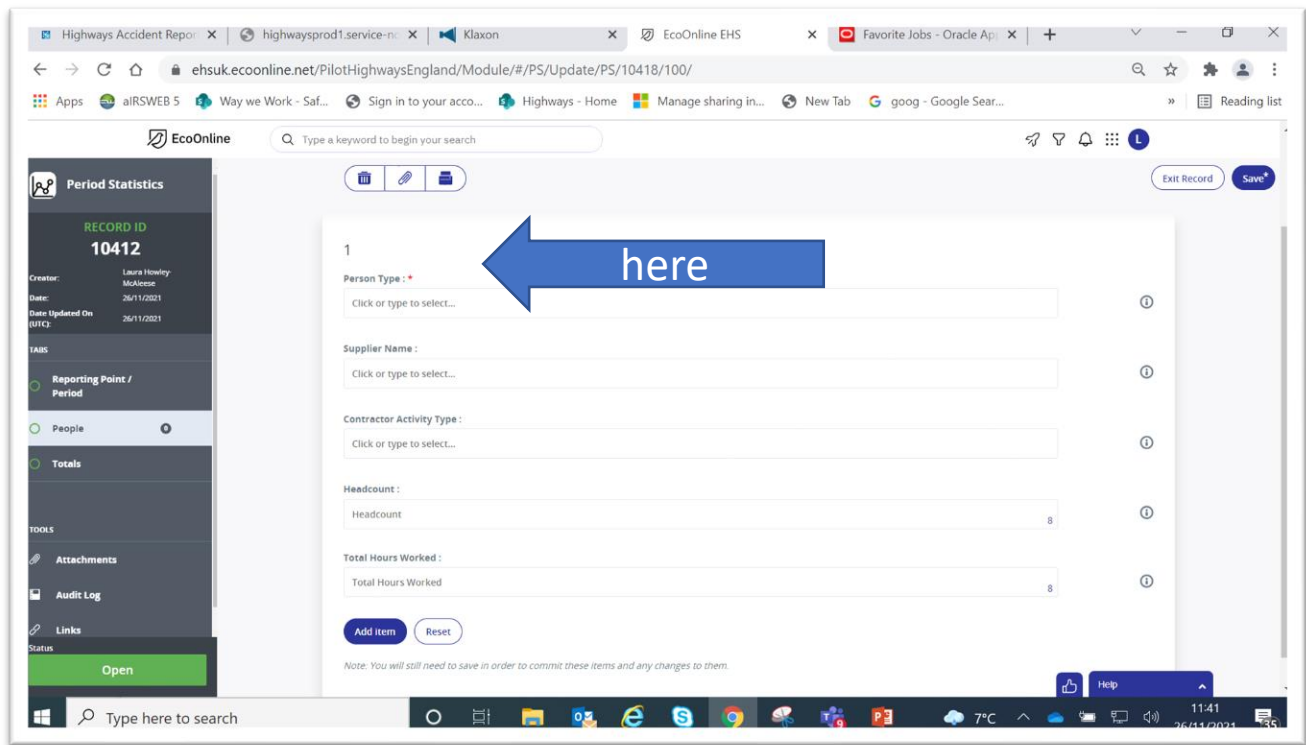 Highways Accident Repor
highwaysprod1.service-no
Klaxon
EcoOnline EHS
Favorite Jobs - Oracle Ap
ehsuk.ecoonline.net/PilotHighwaysEngland/Module/#/PS/Update/PS/10418/100/
Apps
aIRSWEB 5
Way we Work - Saf...
Sign in to your acco...
Highways - Home
Manage sharing in...
New Tab
goog - Google Sear...
»
Reading list
EcoOnline
Type a keyword to begin your search
L
Period Statistics
Exit Record
Save*
RECORD ID
10412
Creator:
Laura Howley-
McAleese
Date:
26/11/2021
Date Updated On
(UTC):
26/11/2021
TABS
Reporting Point /
Period
People
0
Totals
TOOLS
Attachments
Audit Log
Links
Status
Open
1
here
Person Type : *
Click or type to select...
Supplier Name :
Click or type to select...
Contractor Activity Type :
Click or type to select...
Headcount :
Headcount
8
Total Hours Worked :
Total Hours Worked
8
Add item
Reset
Note: You will still need to save in order to commit these items and any changes to them.
Help
Type here to search
7°C
11:41
26/11/2021
35